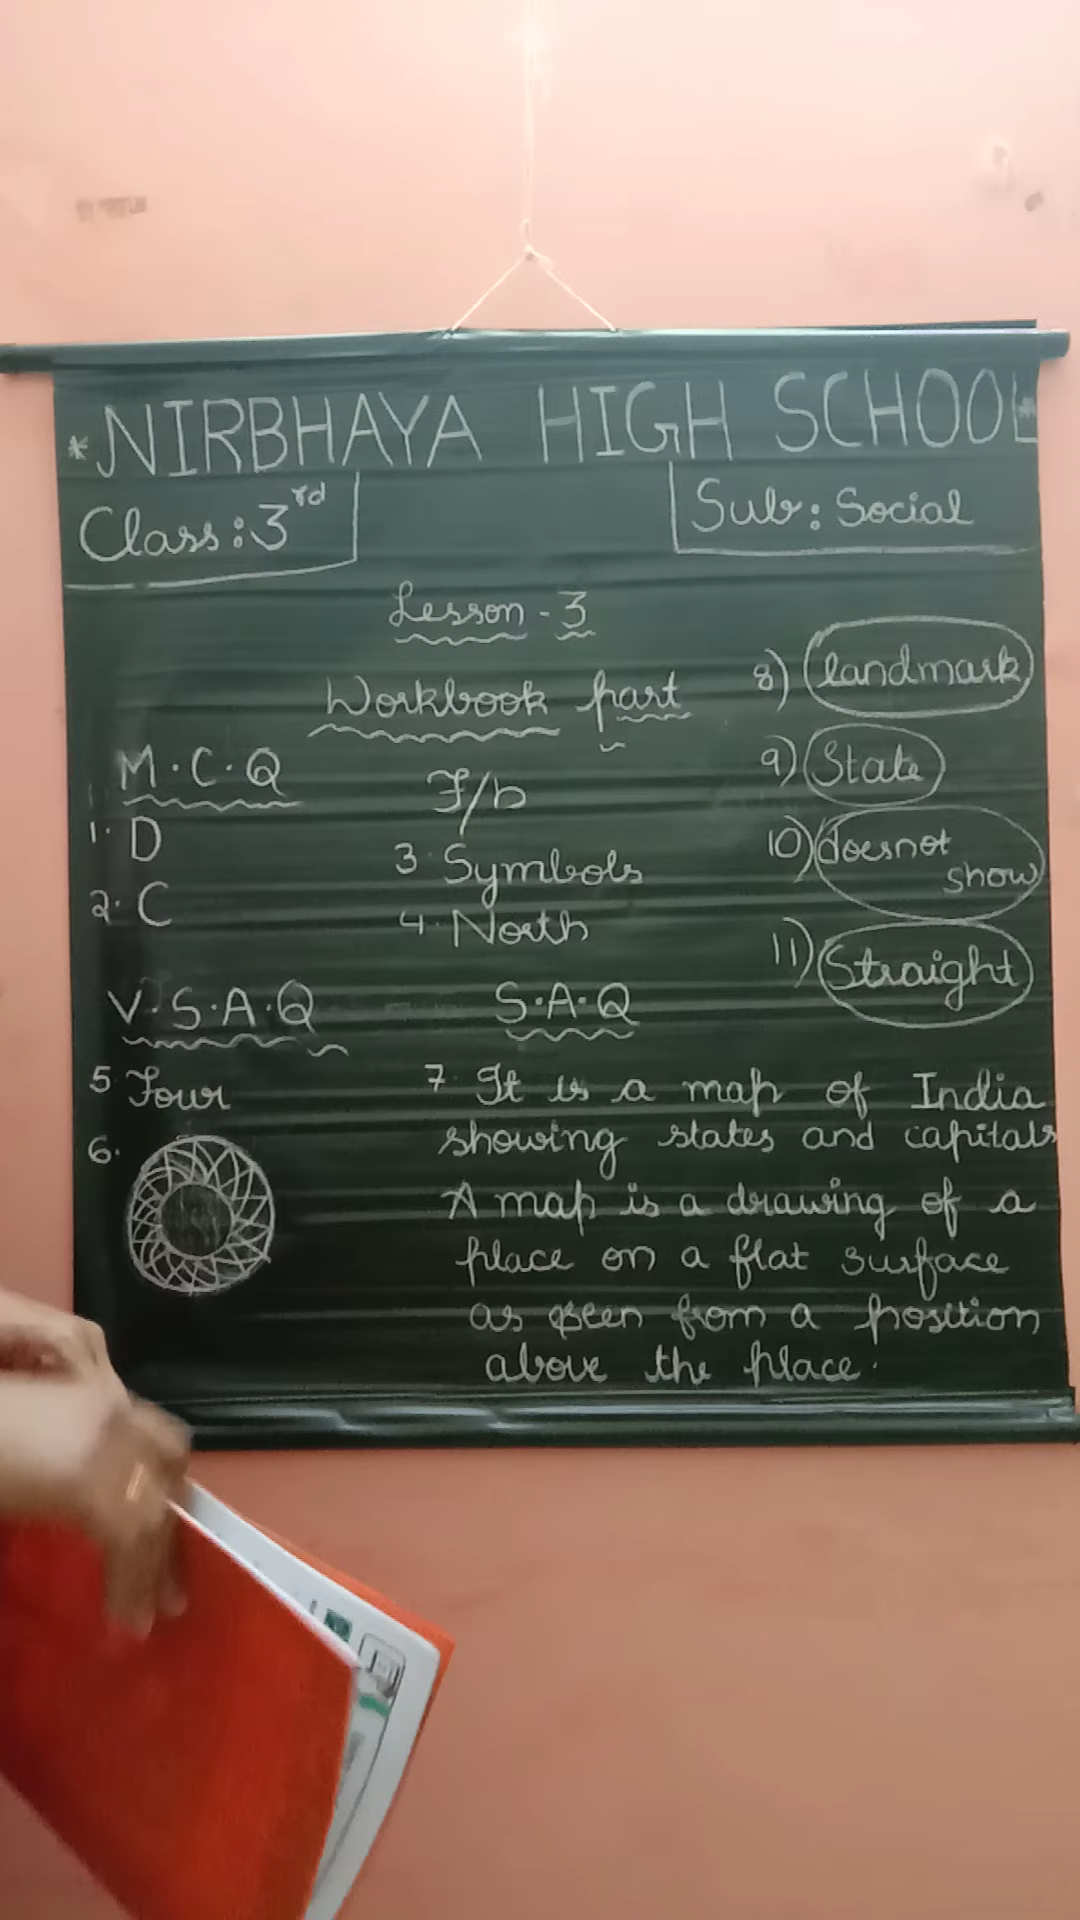 *NIRBHAYA HIGH SCHOOL*
Class:3rd
Sub: Social
Lesson - 3
Workbook part
M.C.Q
1. D
2. C
F/b
3. Symbols
4. North
V.S.A.Q
5. Four
6.
S.A.Q
7. It is a map of India
showing states and capitals
A map is a drawing of a
place on a flat surface
as seen from a position
above the place.
8) landmark
9) State
10) doesnot
show
11) Straight